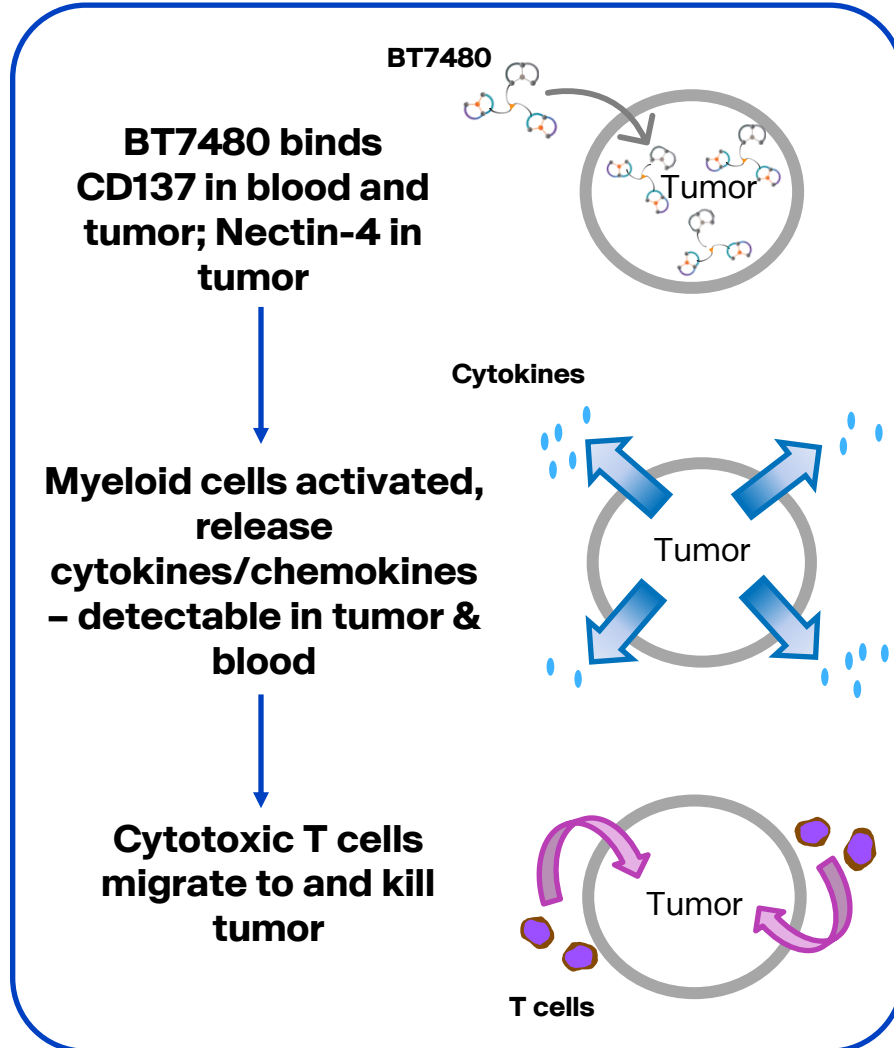 BT7480
BT7480 binds
CD137 in blood and
tumor; Nectin-4 in
tumor
Tumor
Cytokines
Myeloid cells activated,
release
cytokines/chemokines
– detectable in tumor &
blood
Tumor
Cytotoxic T cells
migrate to and kill
tumor
Tumor
T cells